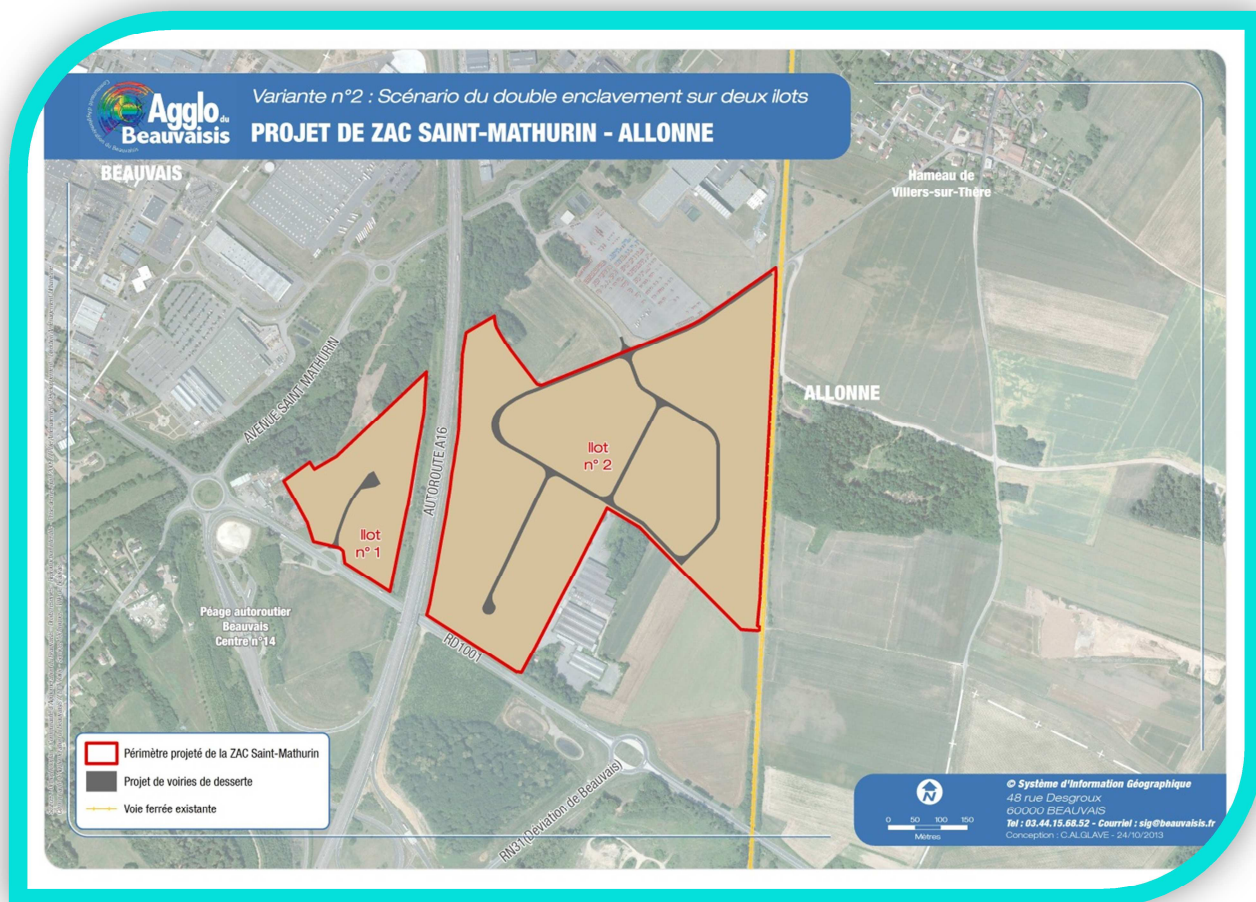 Agglo du
Beauvaisis
Variante n°2 : Scénario du double enclavement sur deux ilots
PROJET DE ZAC SAINT-MATHURIN - ALLONNE
BEAUVAIS
Hameau de
Villers-sur-Thère
AVENUE SAINT MATHURIN
AUTOROUTE A16
ALLONNE
Ilot
n° 2
Ilot
n° 1
Péage autoroutier
Beauvais
Centre n°14
RD1001
RN31(Déviation de Beauvais)
Périmètre projeté de la ZAC Saint-Mathurin
Projet de voiries de desserte
Voie ferrée existante
N
0 50 100 150
Mètres
© Système d'Information Géographique
48 rue Desgroux
60000 BEAUVAIS
Tel : 03.44.15.68.52 - Courriel : sig@beauvaisis.fr
Conception : C.ALGLAVE - 24/10/2013